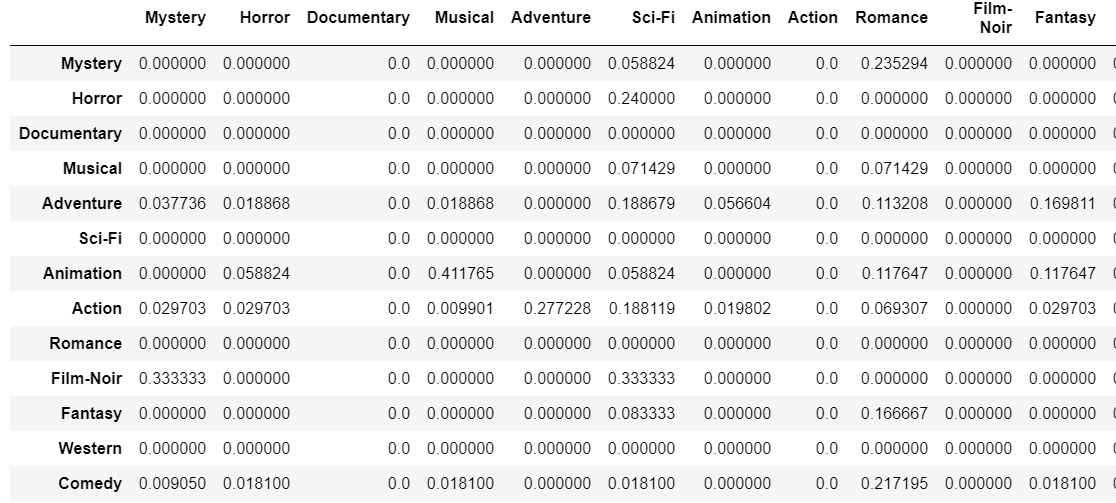 Mystery Horror Documentary Musical Adventure Sci-Fi Animation Action Romance Film-Noir Fantasy
Mystery 0.000000 0.000000 0.0 0.000000 0.000000 0.058824 0.000000 0.0 0.235294 0.000000 0.000000
Horror 0.000000 0.000000 0.0 0.000000 0.000000 0.240000 0.000000 0.0 0.000000 0.000000 0.000000
Documentary 0.000000 0.000000 0.0 0.000000 0.000000 0.000000 0.000000 0.0 0.000000 0.000000 0.000000
Musical 0.000000 0.000000 0.0 0.000000 0.000000 0.071429 0.000000 0.0 0.071429 0.000000 0.000000
Adventure 0.037736 0.018868 0.0 0.018868 0.000000 0.188679 0.056604 0.0 0.113208 0.000000 0.169811
Sci-Fi 0.000000 0.000000 0.0 0.000000 0.000000 0.000000 0.000000 0.0 0.000000 0.000000 0.000000
Animation 0.000000 0.058824 0.0 0.411765 0.000000 0.058824 0.000000 0.0 0.117647 0.000000 0.117647
Action 0.029703 0.029703 0.0 0.009901 0.277228 0.188119 0.019802 0.0 0.069307 0.000000 0.029703
Romance 0.000000 0.000000 0.0 0.000000 0.000000 0.000000 0.000000 0.0 0.000000 0.000000 0.000000
Film-Noir 0.333333 0.000000 0.0 0.000000 0.000000 0.333333 0.000000 0.0 0.000000 0.000000 0.000000
Fantasy 0.000000 0.000000 0.0 0.000000 0.000000 0.083333 0.000000 0.0 0.166667 0.000000 0.000000
Western 0.000000 0.000000 0.0 0.000000 0.000000 0.000000 0.000000 0.0 0.000000 0.000000 0.000000
Comedy 0.009050 0.018100 0.0 0.018100 0.000000 0.018100 0.000000 0.0 0.217195 0.000000 0.018100